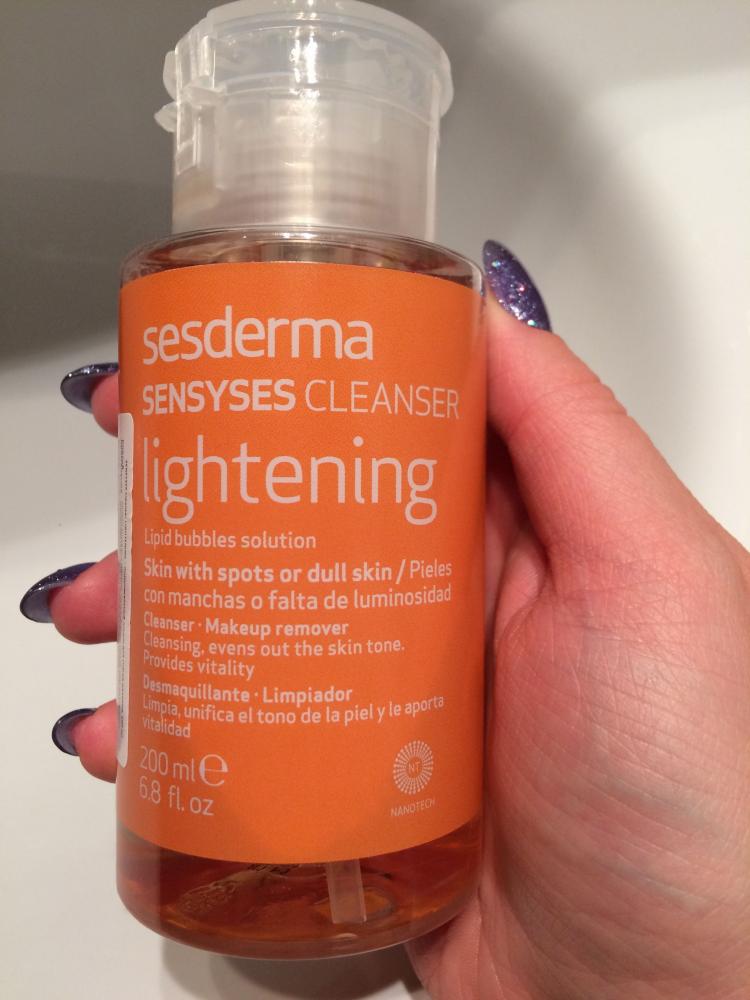 sesderma
SENSYSES CLEANSER
lightening
Lipid bubbles solution
Skin with spots or dull skin / Pieles
con manchas o falta de luminosidad
Cleanser · Makeup remover
Cleansing, evens out the skin tone.
Provides vitality
Desmaquillante · Limpiador
Limpia, unifica el tono de la piel y le aporta
vitalidad
200 ml e
6.8 fl. oz
NT
NANOTECH